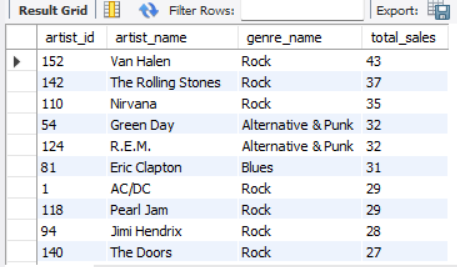 Result Grid Filter Rows: Export:
artist_id artist_name genre_name total_sales
152 Van Halen Rock 43
142 The Rolling Stones Rock 37
110 Nirvana Rock 35
54 Green Day Alternative & Punk 32
124 R.E.M. Alternative & Punk 32
81 Eric Clapton Blues 31
1 AC/DC Rock 29
118 Pearl Jam Rock 29
94 Jimi Hendrix Rock 28
140 The Doors Rock 27